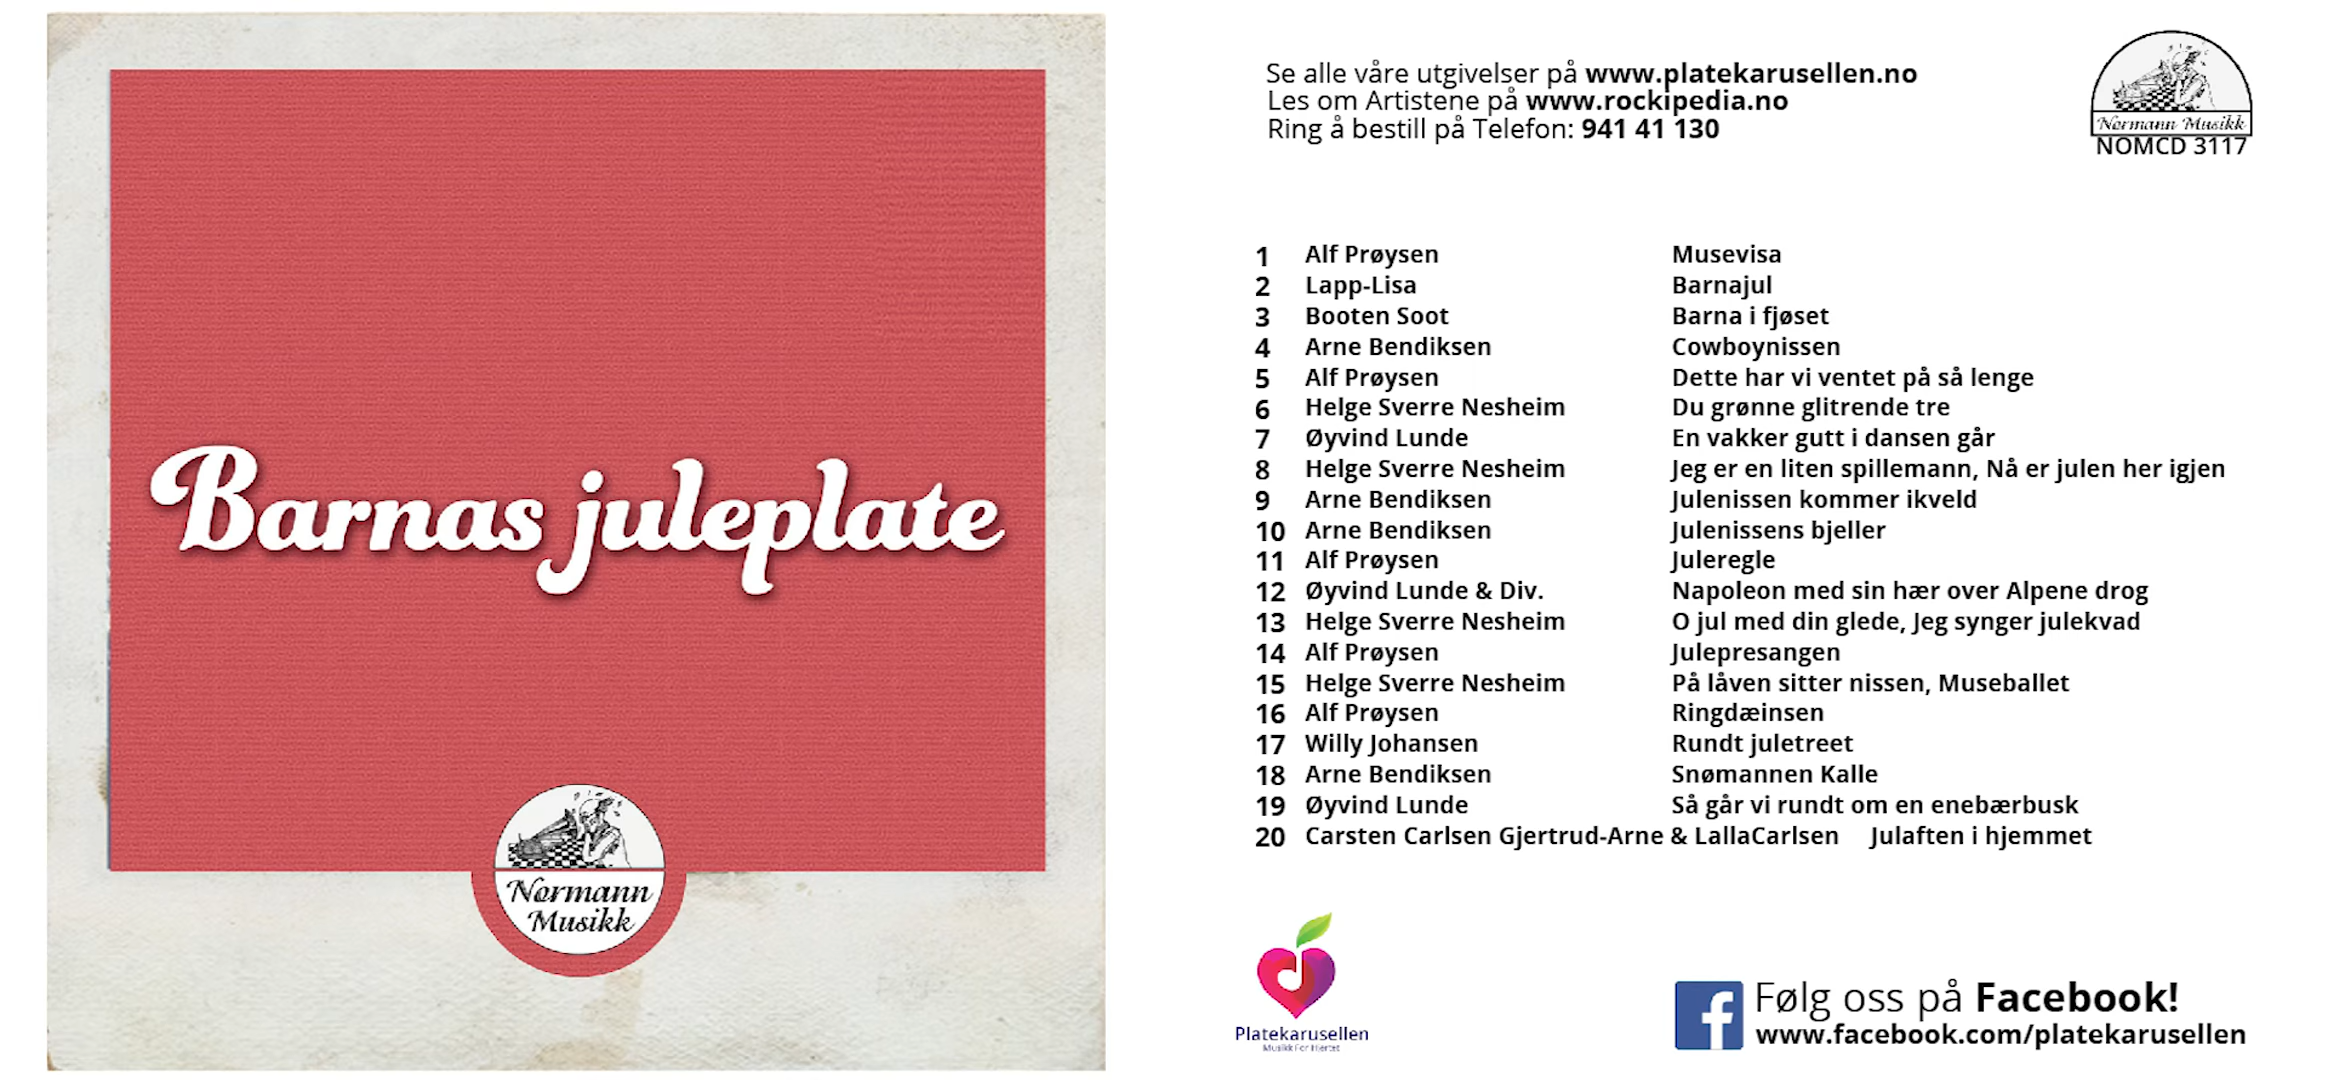 Barnas juleplate
Normann
Musikk
Se alle våre utgivelser på www.platekarusellen.no
Les om Artistene på www.rockipedia.no
Ring å bestill på Telefon: 941 41 130
Normann Musikk
NOMCD 3117
1 Alf Prøysen Musevisa
2 Lapp-Lisa Barnajul
3 Booten Soot Barna i fjøset
4 Arne Bendiksen Cowboynissen
5 Alf Prøysen Dette har vi ventet på så lenge
6 Helge Sverre Nesheim Du grønne glitrende tre
7 Øyvind Lunde En vakker gutt i dansen går
8 Helge Sverre Nesheim Jeg er en liten spillemann, Nå er julen her igjen
9 Arne Bendiksen Julenissen kommer ikveld
10 Arne Bendiksen Julenissens bjeller
11 Alf Prøysen Juleregle
12 Øyvind Lunde & Div. Napoleon med sin hær over Alpene drog
13 Helge Sverre Nesheim O jul med din glede, Jeg synger julekvad
14 Alf Prøysen Julepresangen
15 Helge Sverre Nesheim På låven sitter nissen, Museballet
16 Alf Prøysen Ringdæinsen
17 Willy Johansen Rundt juletreet
18 Arne Bendiksen Snømannen Kalle
19 Øyvind Lunde Så går vi rundt om en enebærbusk
20 Carsten Carlsen Gjertrud-Arne & LallaCarlsen Julaften i hjemmet
Platekarusellen
Musikk For Hjertet
Følg oss på Facebook!
www.facebook.com/platekarusellen